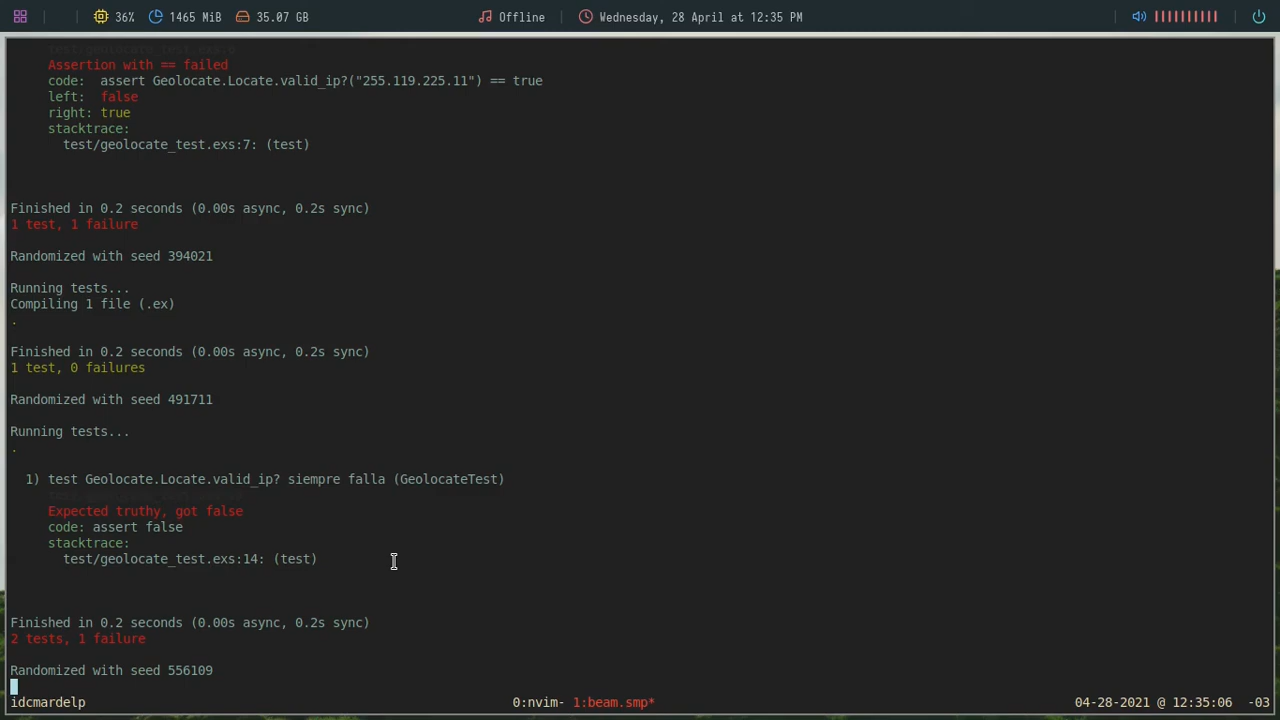 36% 1465 MiB 35.07 GB Offline Wednesday, 28 April at 12:35 PM
Assertion with == failed
code:  assert Geolocate.Locate.valid_ip?("255.119.225.11") == true
left:  false
right: true
stacktrace:
test/geolocate_test.exs:7: (test)
Finished in 0.2 seconds (0.00s async, 0.2s sync)
1 test, 1 failure
Randomized with seed 394021
Running tests...
Compiling 1 file (.ex)
.
Finished in 0.2 seconds (0.00s async, 0.2s sync)
1 test, 0 failures
Randomized with seed 491711
Running tests...
.
1) test Geolocate.Locate.valid_ip? siempre falla (GeolocateTest)
Expected truthy, got false
code: assert false
stacktrace:
test/geolocate_test.exs:14: (test)
Finished in 0.2 seconds (0.00s async, 0.2s sync)
2 tests, 1 failure
Randomized with seed 556109
idcmardelp 0:nvim- 1:beam.smp* 04-28-2021 @ 12:35:06 -03